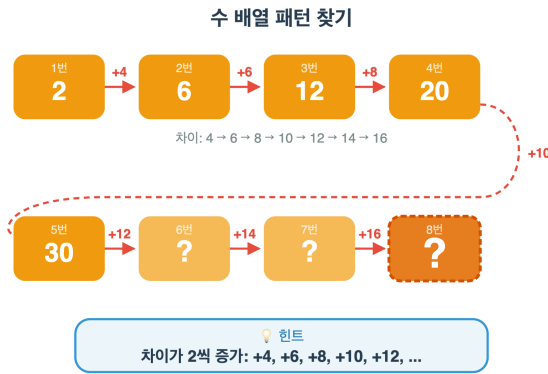 수 배열 패턴 찾기
1번
2
+4
2번
6
+6
3번
12
+8
4번
20
차이: 4 → 6 → 8 → 10 → 12 → 14 → 16
+10
5번
30
+12
6번
?
+14
7번
?
+16
8번
?
💡 힌트
차이가 2씩 증가: +4, +6, +8, +10, +12, ...